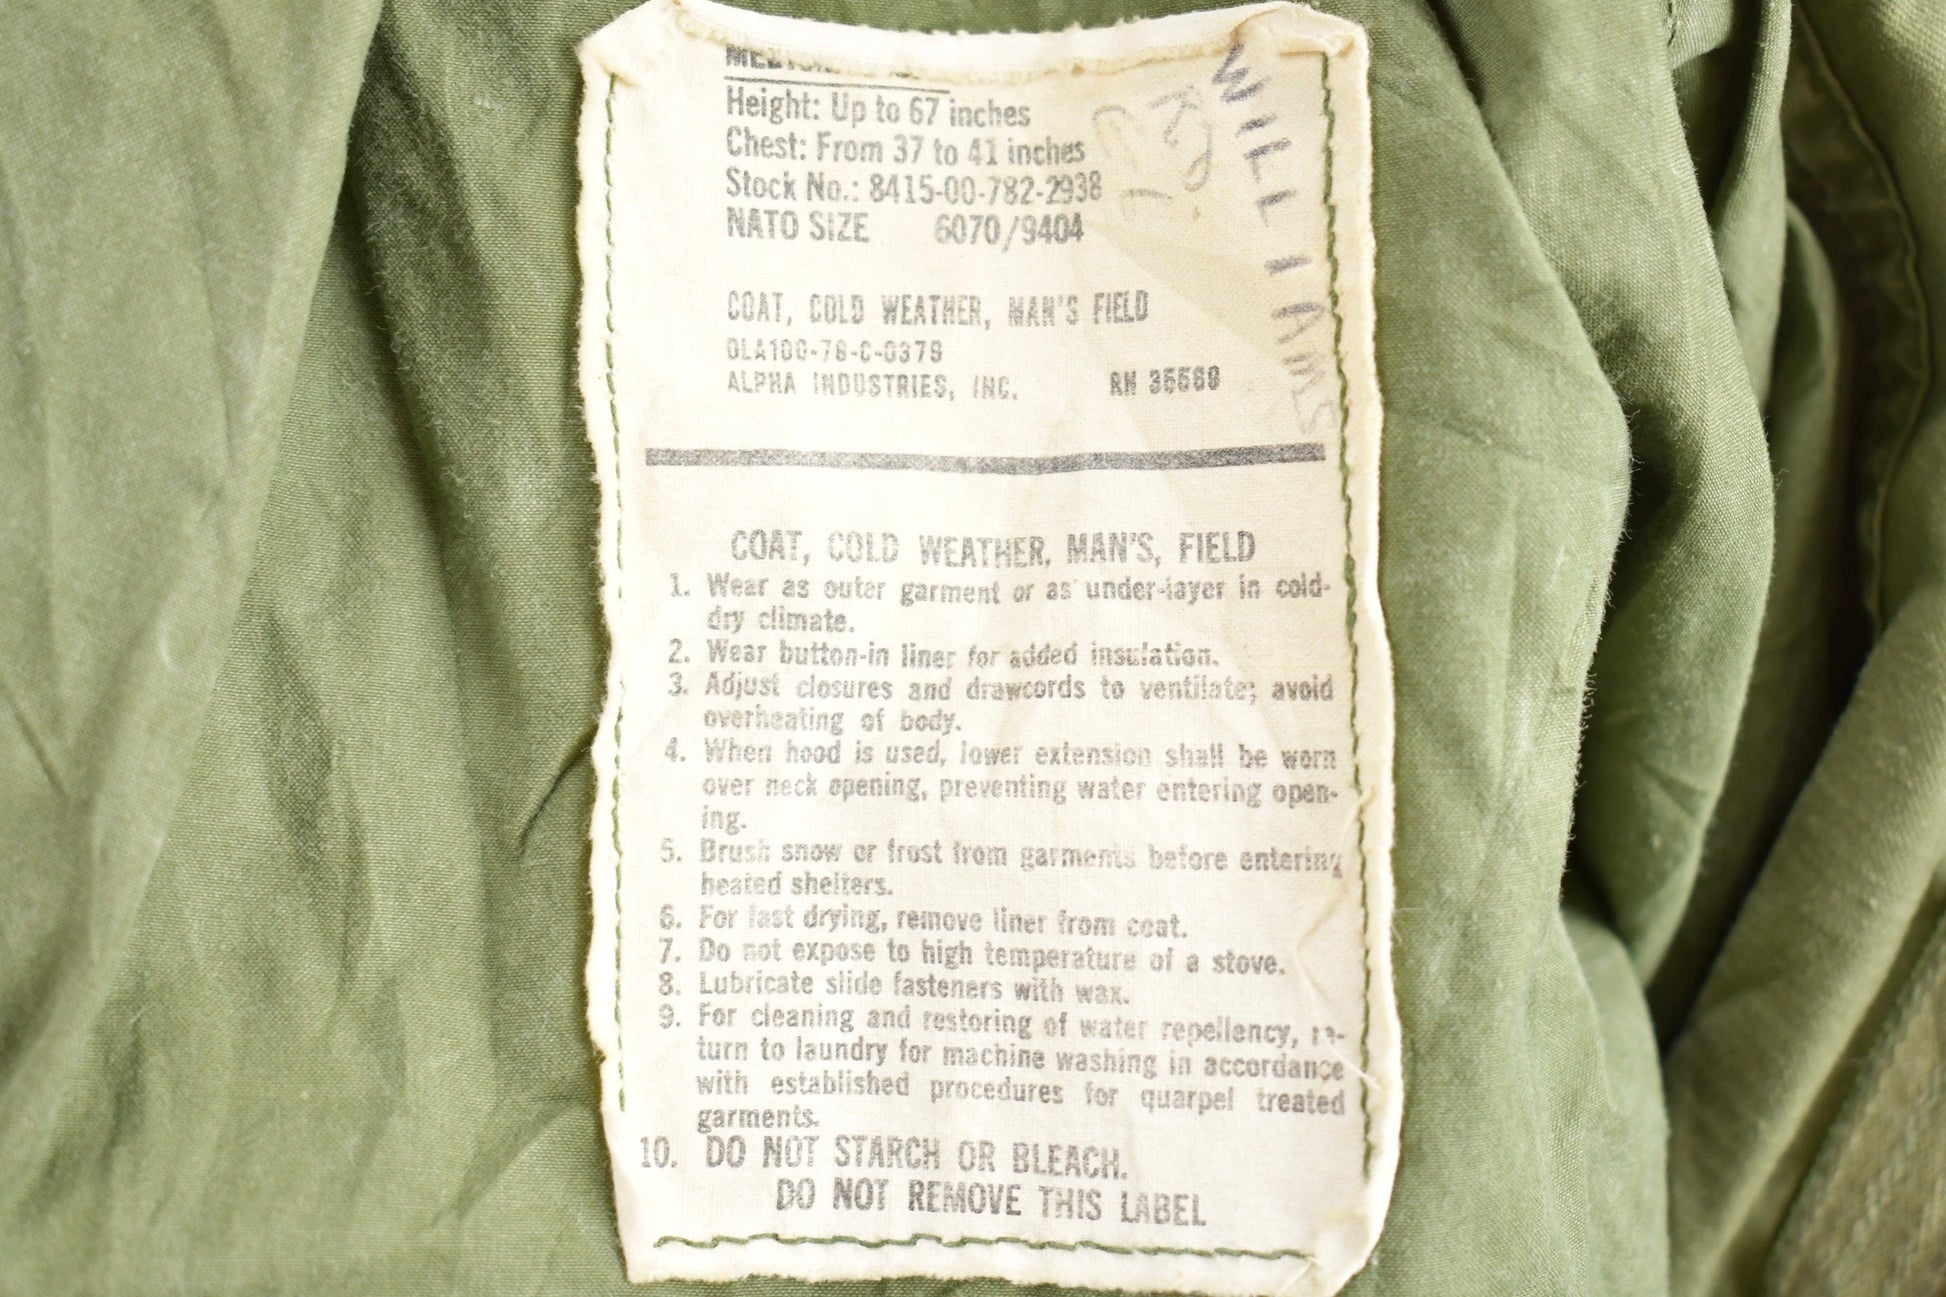 Height: Up to 67 inches
Chest: From 37 to 41 inches
Stock No.: 8415-00-782-2938
NATO SIZE 6070/9404
WILLIAMS
COAT, COLD WEATHER, MAN'S FIELD
DLA100-78-C-0379
ALPHA INDUSTRIES, INC. RN
COAT, COLD WEATHER, MAN'S, FIELD
1. Wear as outer garment or as under-layer in cold-
dry climate.
2. Wear button-in liner for added insulation.
3. Adjust closures and drawcords to ventilate; avoid
overheating of body.
4. When hood is used, lower extension shall be worn
over neck opening, preventing water entering open-
ing.
5. Brush snow or frost from garments before entering
heated shelters.
6. For fast drying, remove liner from coat.
7. Do not expose to high temperature of a stove.
8. Lubricate slide fasteners with wax.
9. For cleaning and restoring of water repellency, re-
turn to laundry for machine washing in accordance
with established procedures for quarpel treated
garments.
10. DO NOT STARCH OR BLEACH.
DO NOT REMOVE THIS LABEL